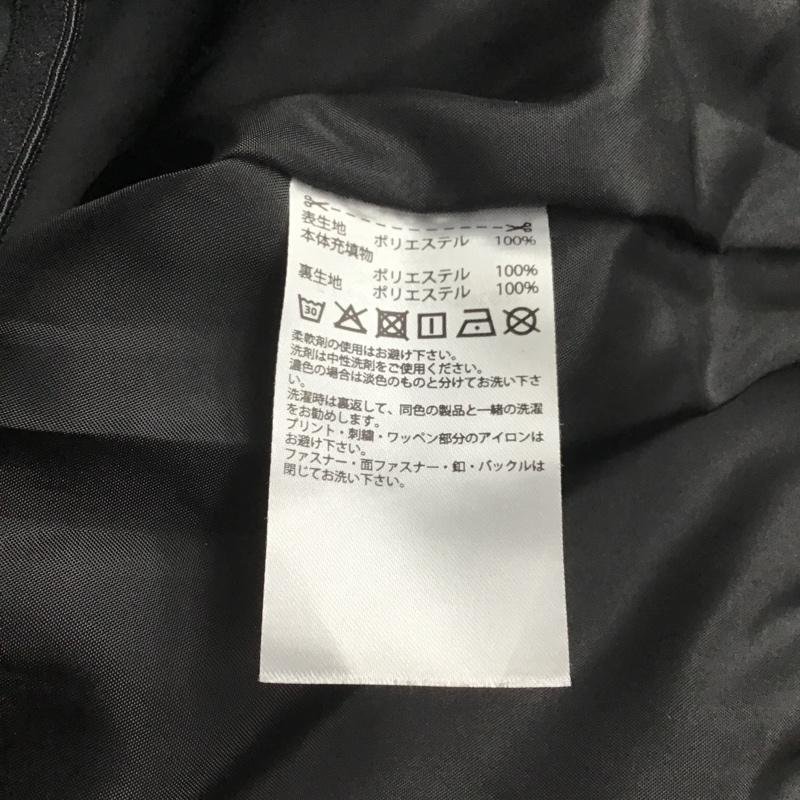 表生地 ポリエステル 100%
本体充填物
ポリエステル 100%
裏生地 ポリエステル 100%
30
柔軟剤の使用はお避け下さい。
洗剤は中性洗剤をご使用ください。
濃色の場合は淡色のものと分けてお洗い下さ
い。
洗濯時は裏返して、同色の製品と一緒の洗濯
をお勧めします。
プリント・刺繍・ワッペン部分のアイロンは
お避け下さい。
ファスナー・面ファスナー・釦・バックルは
閉じてお洗い下さい。